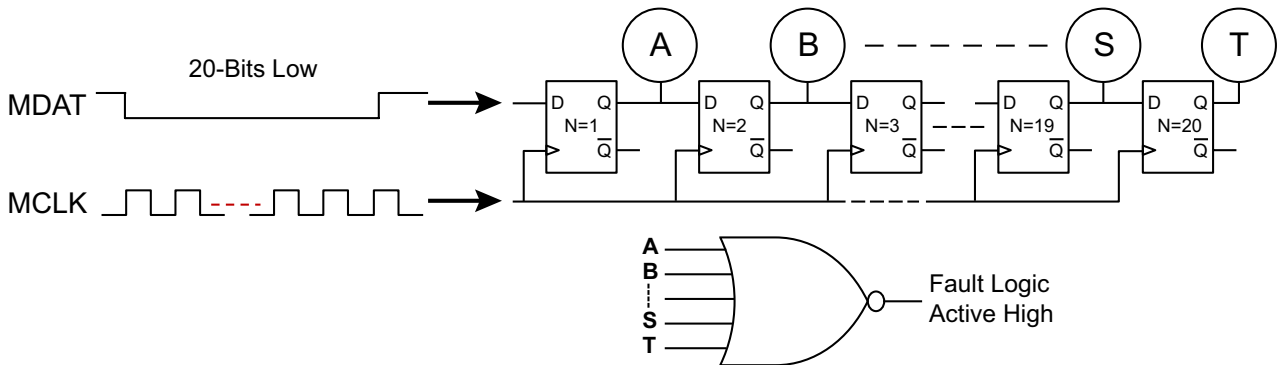 A B S T
20-Bits Low
MDAT
D Q D Q D Q D Q D Q
N=1 N=2 N=3 N=19 N=20
Q Q Q Q Q
MCLK
A
B
S
T
Fault Logic
Active High